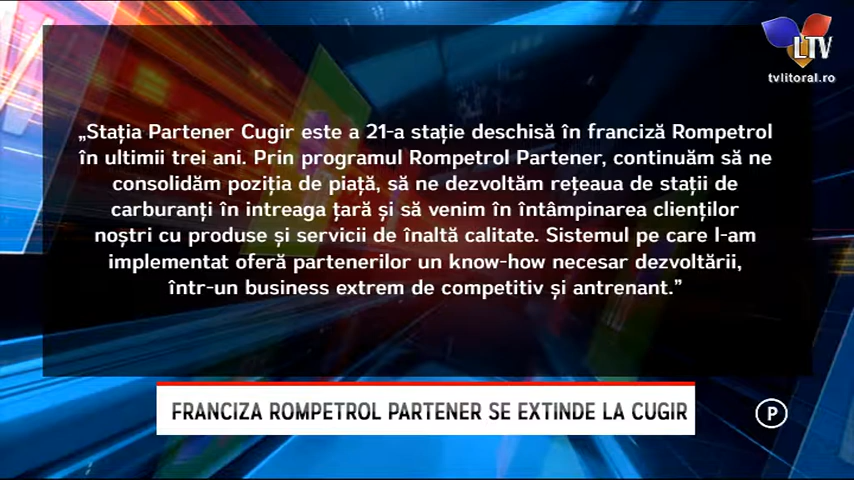 LTV
tvlitoral.ro
„Stația Partener Cugir este a 21-a stație deschisă în franciză Rompetrol
în ultimii trei ani. Prin programul Rompetrol Partener, continuăm să ne
consolidăm poziția de piață, să ne dezvoltăm rețeaua de stații de
carburanți în intreaga țară și să venim în întâmpinarea clienților
noștri cu produse și servicii de înaltă calitate. Sistemul pe care l-am
implementat oferă partenerilor un know-how necesar dezvoltării,
într-un business extrem de competitiv și antrenant.”
FRANCIZA ROMPETROL PARTENER SE EXTINDE LA CUGIR
P